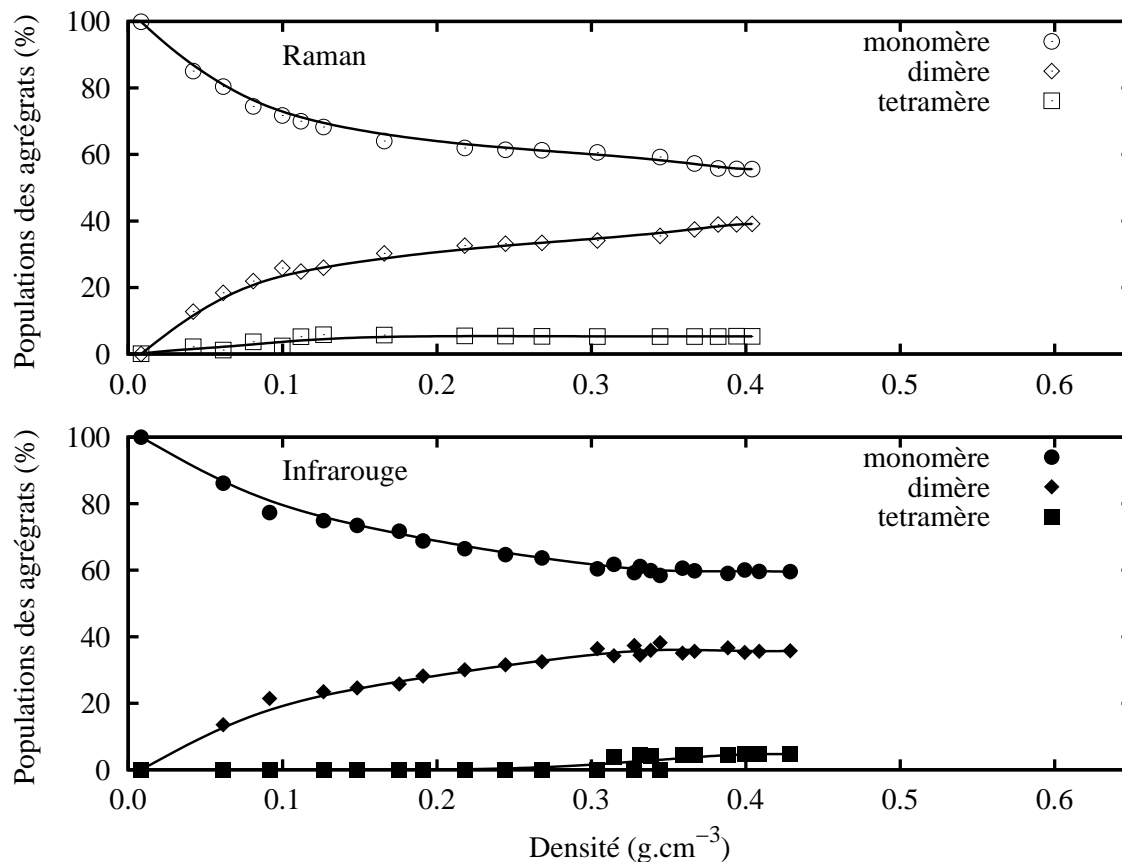 Populations des agrégrats (%)
100
80
60
40
20
0
Raman
monomère
dimère
tetramère
0.0 0.1 0.2 0.3 0.4 0.5 0.6
Populations des agrégrats (%)
100
80
60
40
20
0
Infrarouge
monomère
dimère
tetramère
0.0 0.1 0.2 0.3 0.4 0.5 0.6
Densité (g.cm⁻³)